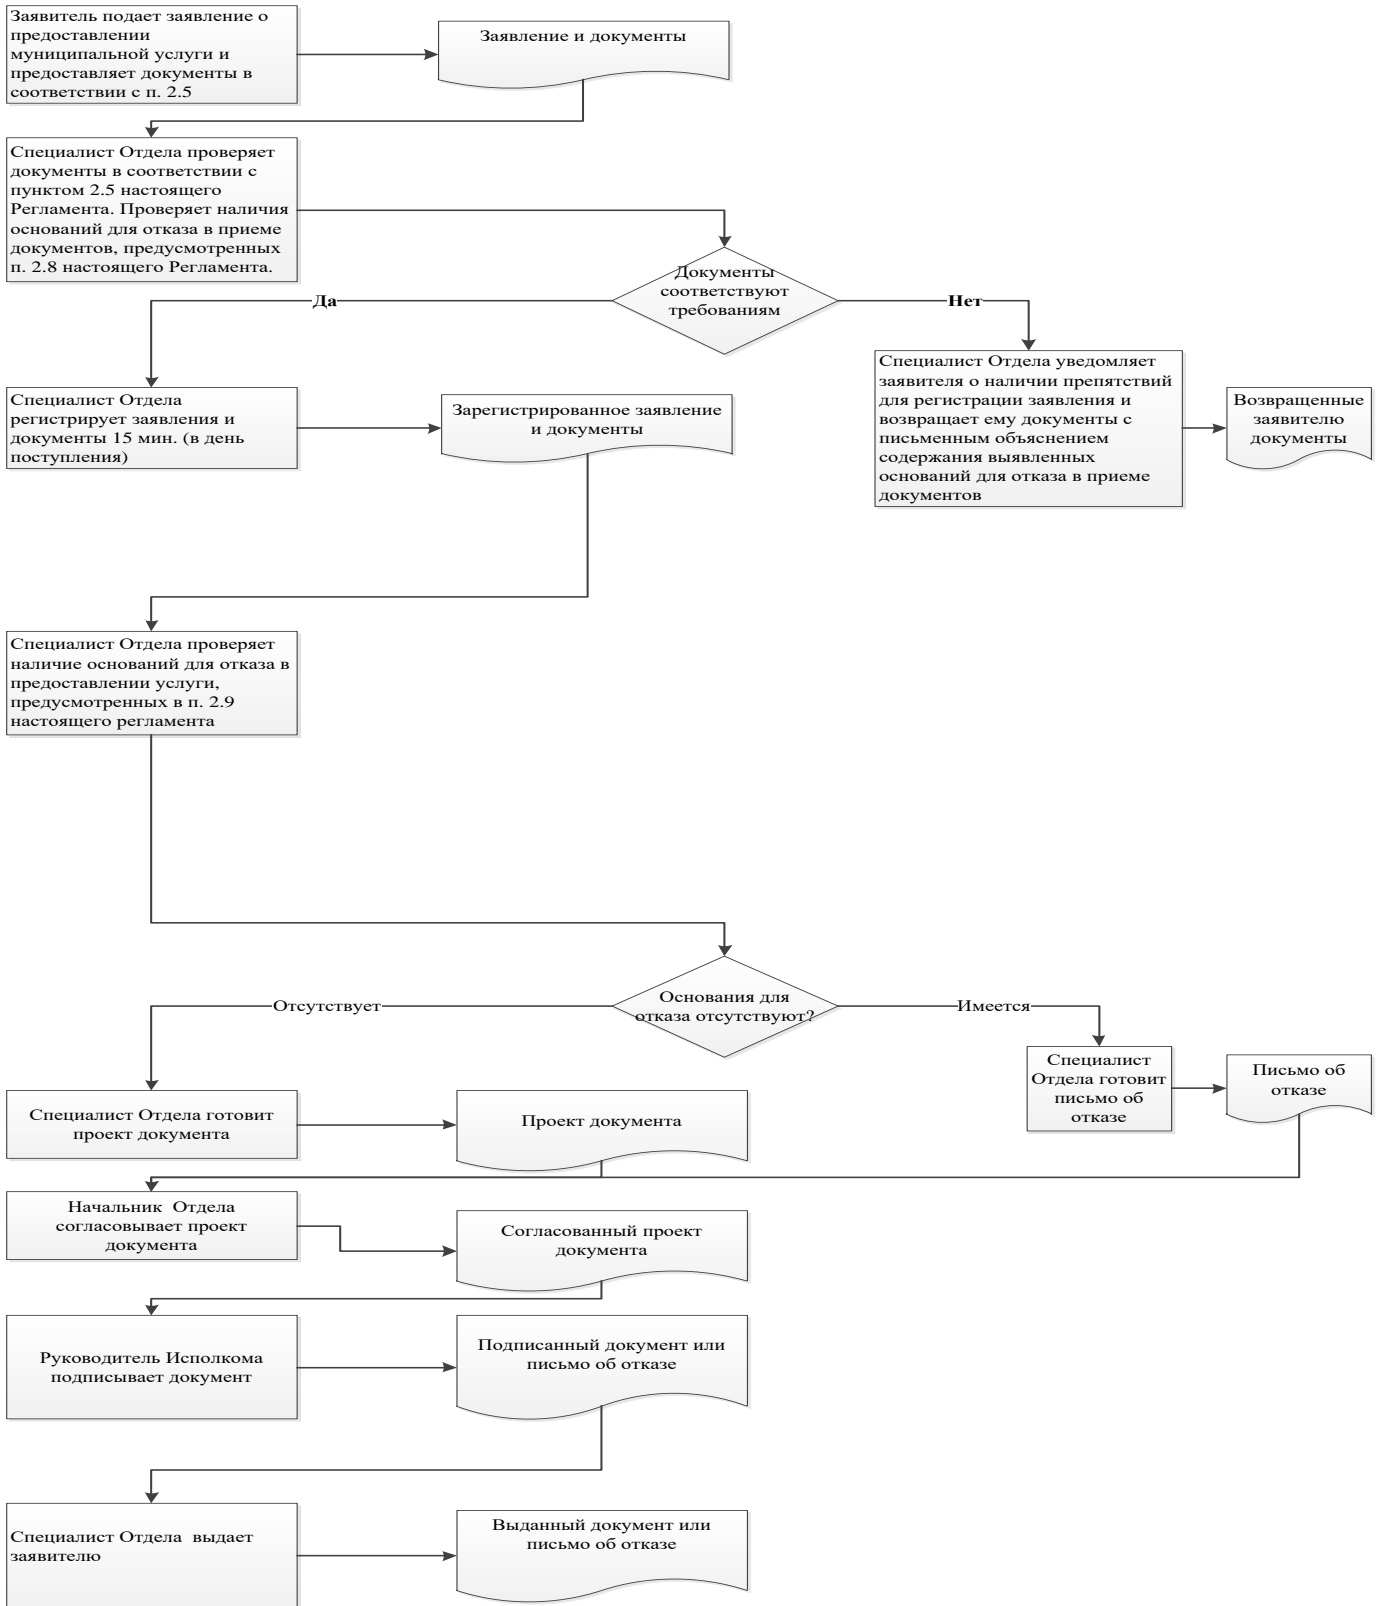 Заявитель подает заявление о
предоставлении
муниципальной услуги и
предоставляет документы в
соответствии с п. 2.5
Заявление и документы
Специалист Отдела проверяет
документы в соответствии с
пунктом 2.5 настоящего
Регламента. Проверяет наличия
оснований для отказа в приеме
документов, предусмотренных
п. 2.8 настоящего Регламента.
Документы
соответствуют
требованиям
Да
Нет
Специалист Отдела
регистрирует заявления и
документы 15 мин. (в день
поступления)
Зарегистрированное заявление
и документы
Специалист Отдела уведомляет
заявителя о наличии препятствий
для регистрации заявления и
возвращает ему документы с
письменным объяснением
содержания выявленных
оснований для отказа в приеме
документов
Возвращенные
заявителю
документы
Специалист Отдела проверяет
наличие оснований для отказа в
предоставлении услуги,
предусмотренных в п. 2.9
настоящего регламента
Основания для
отказа отсутствуют?
Отсутствует
Имеется
Специалист
Отдела готовит
письмо об
отказе
Письмо об
отказе
Специалист Отдела готовит
проект документа
Проект документа
Начальник  Отдела
согласовывает проект
документа
Согласованный проект
документа
Руководитель Исполкома
подписывает документ
Подписанный документ или
письмо об отказе
Специалист Отдела  выдает
заявителю
Выданный документ или
письмо об отказе